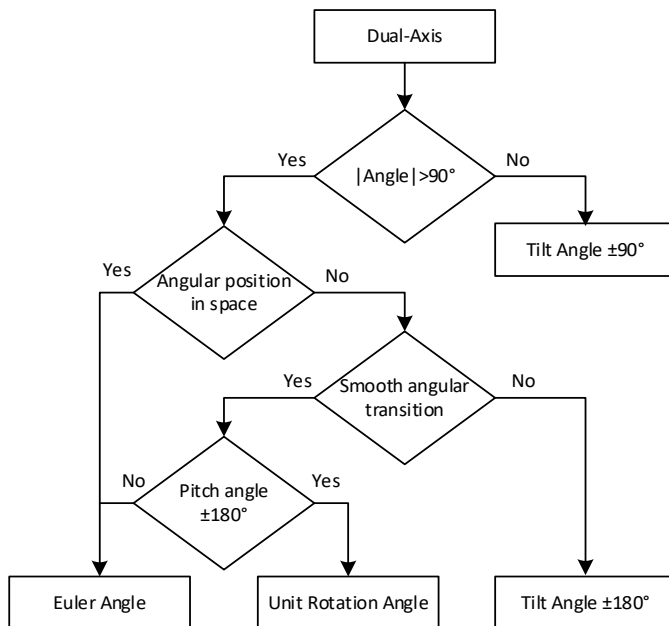 Dual-Axis
Yes
|Angle|>90°
No
Tilt Angle ±90°
Yes
Angular position
in space
No
Yes
Smooth angular
transition
No
No
Pitch angle
±180°
Yes
Euler Angle
Unit Rotation Angle
Tilt Angle ±180°